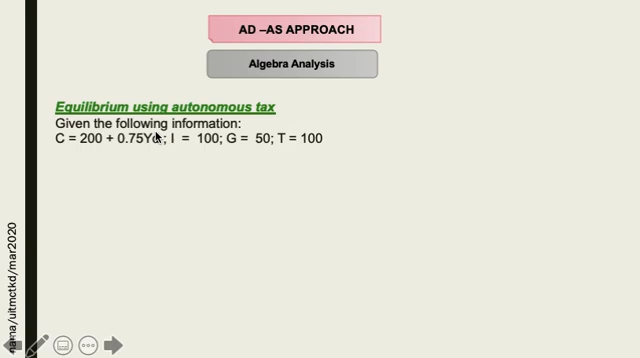 AD –AS APPROACH
Algebra Analysis
Equilibrium using autonomous tax
Given the following information:
C = 200 + 0.75Yd; I = 100; G = 50; T = 100
nama/uitmctkd/mar2020